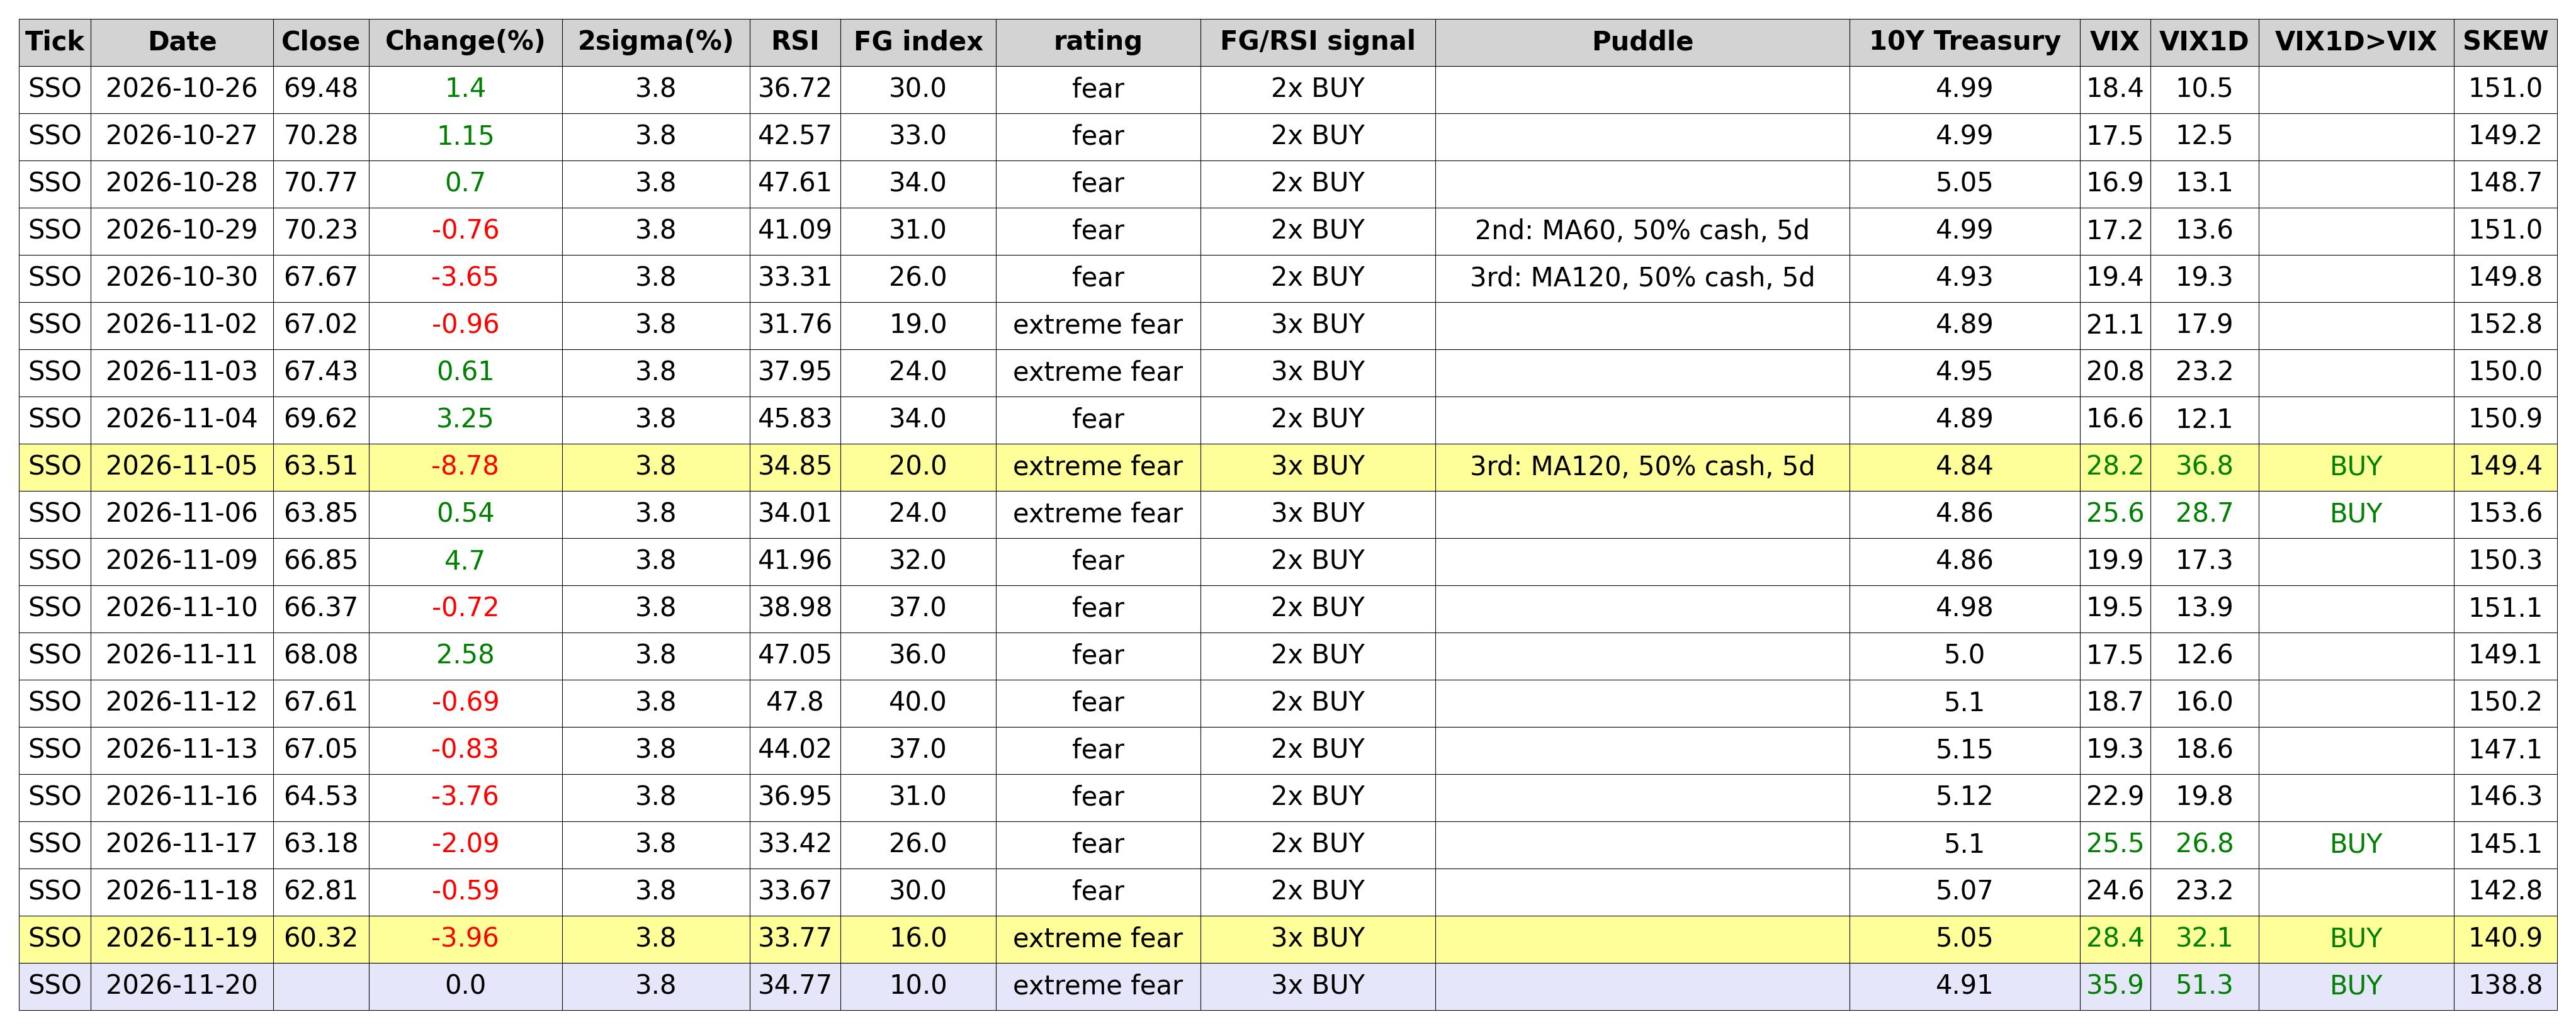 Tick Date Close Change(%) 2sigma(%) RSI FG index rating FG/RSI signal Puddle 10Y Treasury VIX VIX1D VIX1D>VIX SKEW
SSO 2026-10-26 69.48 1.4 3.8 36.72 30.0 fear 2x BUY 4.99 18.4 10.5 151.0
SSO 2026-10-27 70.28 1.15 3.8 42.57 33.0 fear 2x BUY 4.99 17.5 12.5 149.2
SSO 2026-10-28 70.77 0.7 3.8 47.61 34.0 fear 2x BUY 5.05 16.9 13.1 148.7
SSO 2026-10-29 70.23 -0.76 3.8 41.09 31.0 fear 2x BUY 2nd: MA60, 50% cash, 5d 4.99 17.2 13.6 151.0
SSO 2026-10-30 67.67 -3.65 3.8 33.31 26.0 fear 2x BUY 3rd: MA120, 50% cash, 5d 4.93 19.4 19.3 149.8
SSO 2026-11-02 67.02 -0.96 3.8 31.76 19.0 extreme fear 3x BUY 4.89 21.1 17.9 152.8
SSO 2026-11-03 67.43 0.61 3.8 37.95 24.0 extreme fear 3x BUY 4.95 20.8 23.2 150.0
SSO 2026-11-04 69.62 3.25 3.8 45.83 34.0 fear 2x BUY 4.89 16.6 12.1 150.9
SSO 2026-11-05 63.51 -8.78 3.8 34.85 20.0 extreme fear 3x BUY 3rd: MA120, 50% cash, 5d 4.84 28.2 36.8 BUY 149.4
SSO 2026-11-06 63.85 0.54 3.8 34.01 24.0 extreme fear 3x BUY 4.86 25.6 28.7 BUY 153.6
SSO 2026-11-09 66.85 4.7 3.8 41.96 32.0 fear 2x BUY 4.86 19.9 17.3 150.3
SSO 2026-11-10 66.37 -0.72 3.8 38.98 37.0 fear 2x BUY 4.98 19.5 13.9 151.1
SSO 2026-11-11 68.08 2.58 3.8 47.05 36.0 fear 2x BUY 5.0 17.5 12.6 149.1
SSO 2026-11-12 67.61 -0.69 3.8 47.8 40.0 fear 2x BUY 5.1 18.7 16.0 150.2
SSO 2026-11-13 67.05 -0.83 3.8 44.02 37.0 fear 2x BUY 5.15 19.3 18.6 147.1
SSO 2026-11-16 64.53 -3.76 3.8 36.95 31.0 fear 2x BUY 5.12 22.9 19.8 146.3
SSO 2026-11-17 63.18 -2.09 3.8 33.42 26.0 fear 2x BUY 5.1 25.5 26.8 BUY 145.1
SSO 2026-11-18 62.81 -0.59 3.8 33.67 30.0 fear 2x BUY 5.07 24.6 23.2 142.8
SSO 2026-11-19 60.32 -3.96 3.8 33.77 16.0 extreme fear 3x BUY 5.05 28.4 32.1 BUY 140.9
SSO 2026-11-20 0.0 3.8 34.77 10.0 extreme fear 3x BUY 4.91 35.9 51.3 BUY 138.8